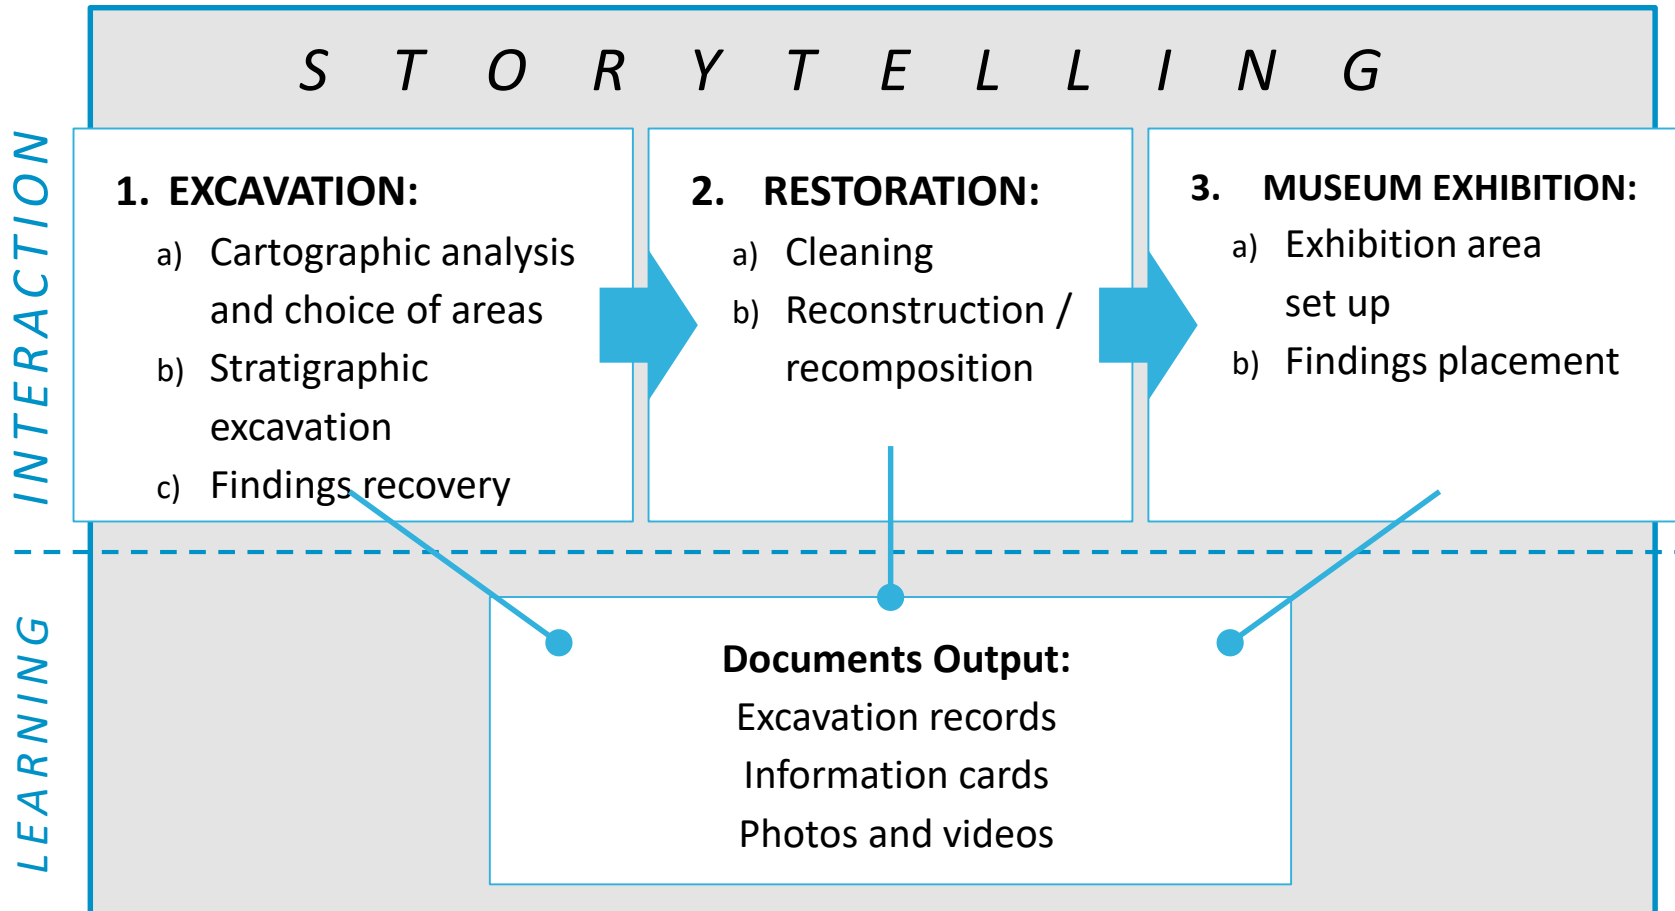 S T O R Y T E L L I N G
INTERACTION
1. EXCAVATION:
a) Cartographic analysis
and choice of areas
b) Stratigraphic
excavation
c) Findings recovery
2. RESTORATION:
a) Cleaning
b) Reconstruction /
recomposition
3. MUSEUM EXHIBITION:
a) Exhibition area
set up
b) Findings placement
LEARNING
Documents Output:
Excavation records
Information cards
Photos and videos